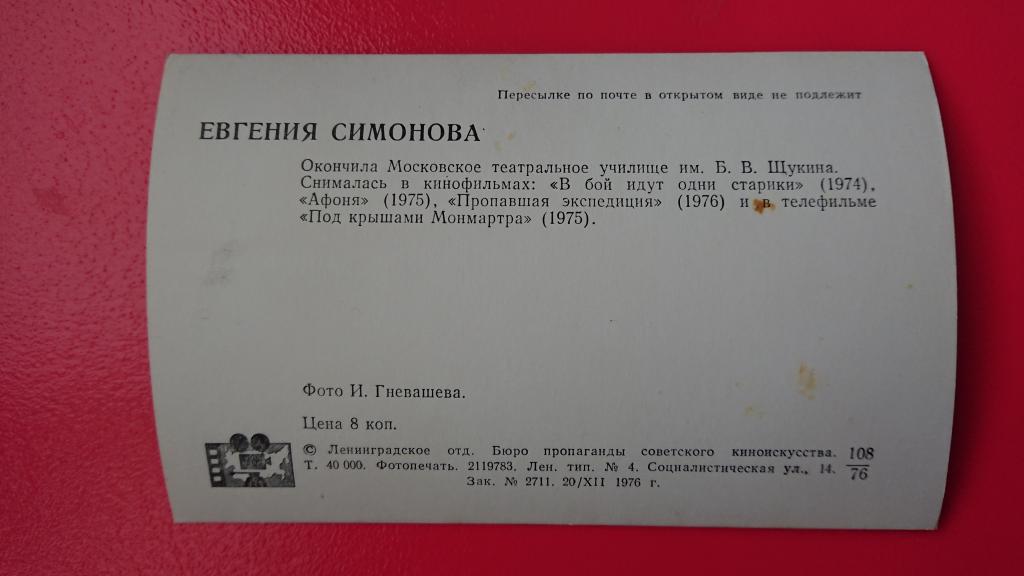 Пересылке по почте в открытом виде не подлежит
ЕВГЕНИЯ СИМОНОВА
Окончила Московское театральное училище им. Б. В. Щукина.
Снималась в кинофильмах: «В бой идут одни старики» (1974),
«Афоня» (1975), «Пропавшая экспедиция» (1976) и в телефильме
«Под крышами Монмартра» (1975).
Фото И. Гневашева.
Цена 8 коп.
© Ленинградское отд. Бюро пропаганды советского киноискусства. 108
Т. 40 000. Фотопечать. 2119783. Лен. тип. № 4. Социалистическая ул., 14. 76
Зак. № 2711. 20/XII 1976 г.